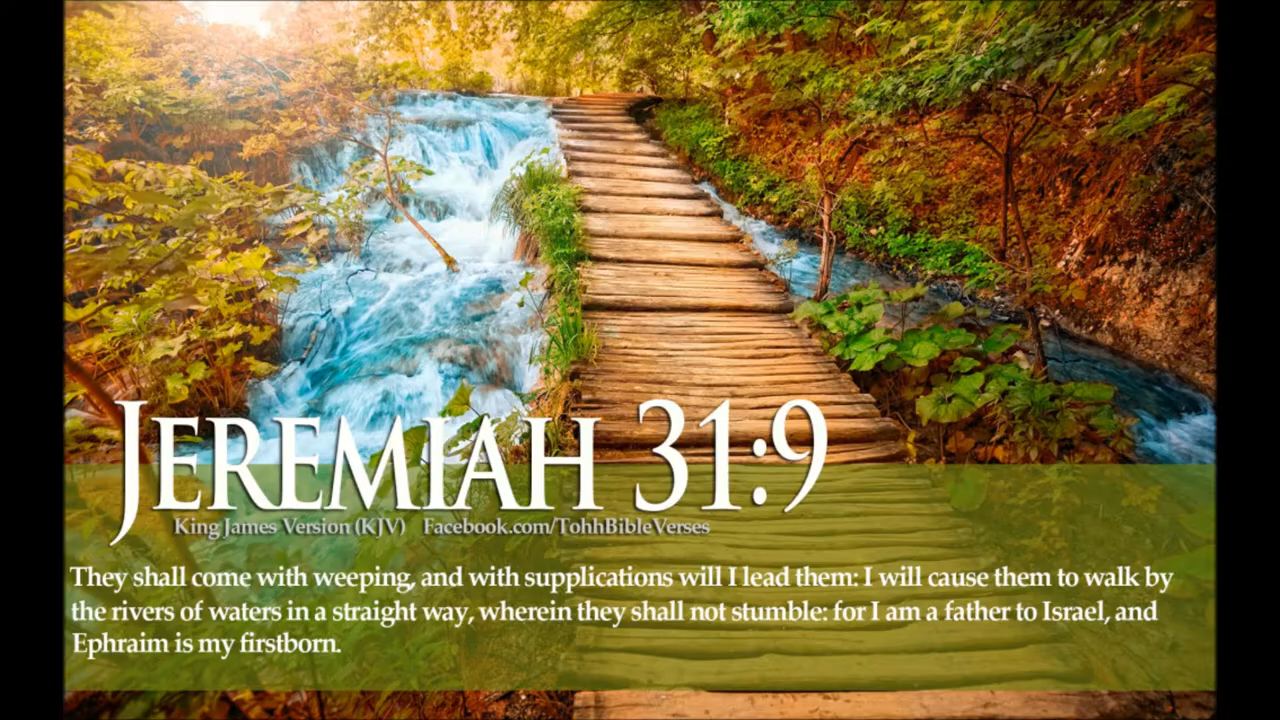 Jeremiah 31:9
King James Version (KJV) Facebook.com/TohhBibleVerses
They shall come with weeping, and with supplications will I lead them: I will cause them to walk by
the rivers of waters in a straight way, wherein they shall not stumble: for I am a father to Israel, and
Ephraim is my firstborn.